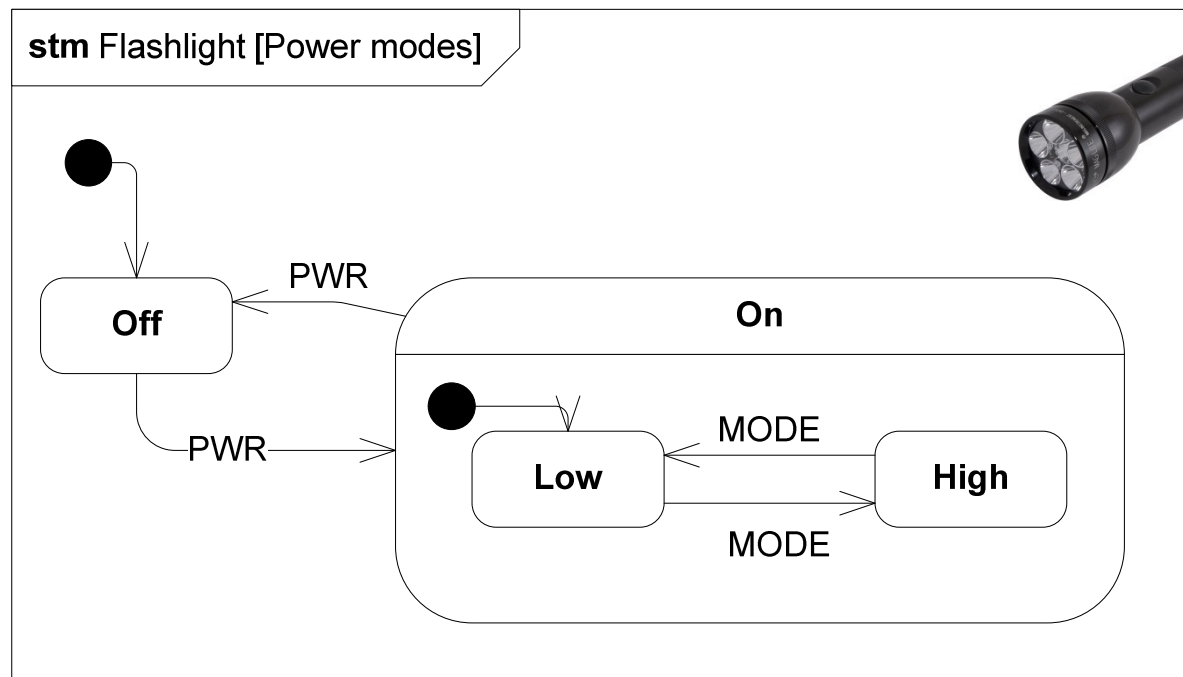 stm Flashlight [Power modes]
PWR
On
Off
MODE
PWR
Low
High
MODE